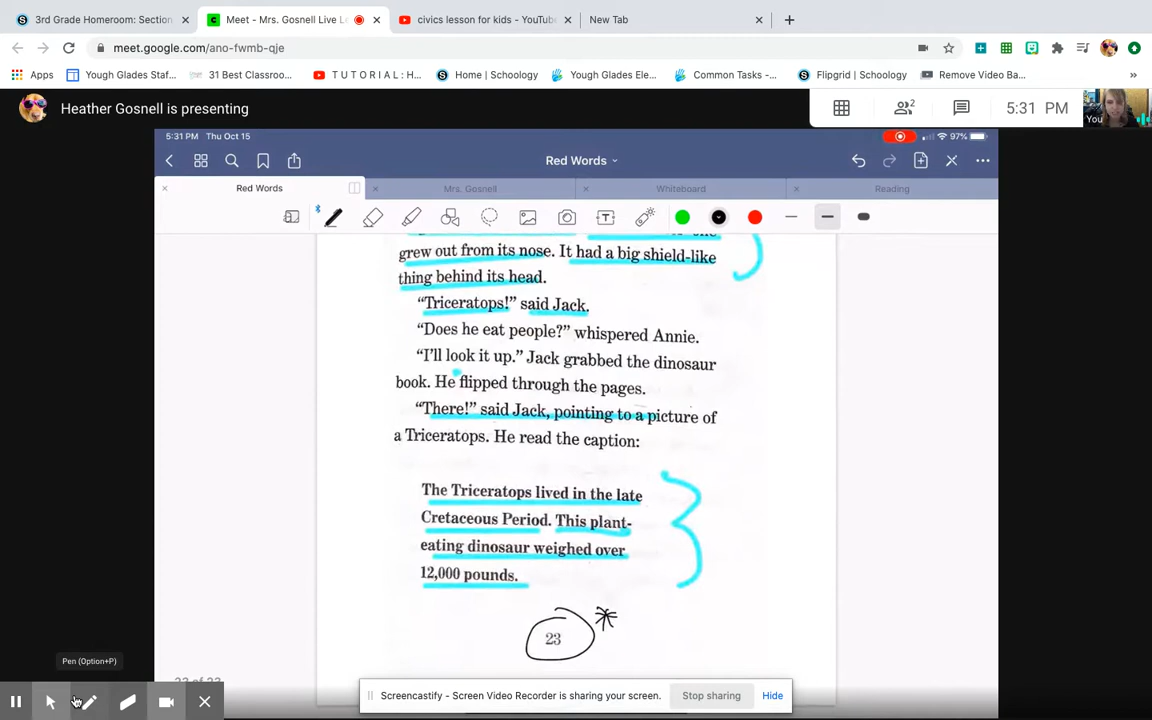 3rd Grade Homeroom: Section
Meet - Mrs. Gosnell Live L
civics lesson for kids - YouTube
New Tab
meet.google.com/ano-fwmb-qje
Apps
Yough Glades Staf...
31 Best Classroo...
T U T O R I A L : H...
Home | Schoology
Yough Glades Ele...
Common Tasks -...
Flipgrid | Schoology
Remove Video Ba...
»
Heather Gosnell is presenting
2
5:31 PM
You
5:31 PM Thu Oct 15
97%
Red Words
Red Words
Mrs. Gosnell
Whiteboard
Reading
grew out from its nose. It had a big shield-like
thing behind its head.
“Triceratops!” said Jack.
“Does he eat people?” whispered Annie.
“I’ll look it up.” Jack grabbed the dinosaur
book. He flipped through the pages.
“There!” said Jack, pointing to a picture of
a Triceratops. He read the caption:
The Triceratops lived in the late
Cretaceous Period. This plant-
eating dinosaur weighed over
12,000 pounds.
23
23 of 23
Pen (Option+P)
Screencastify - Screen Video Recorder is sharing your screen.
Stop sharing
Hide